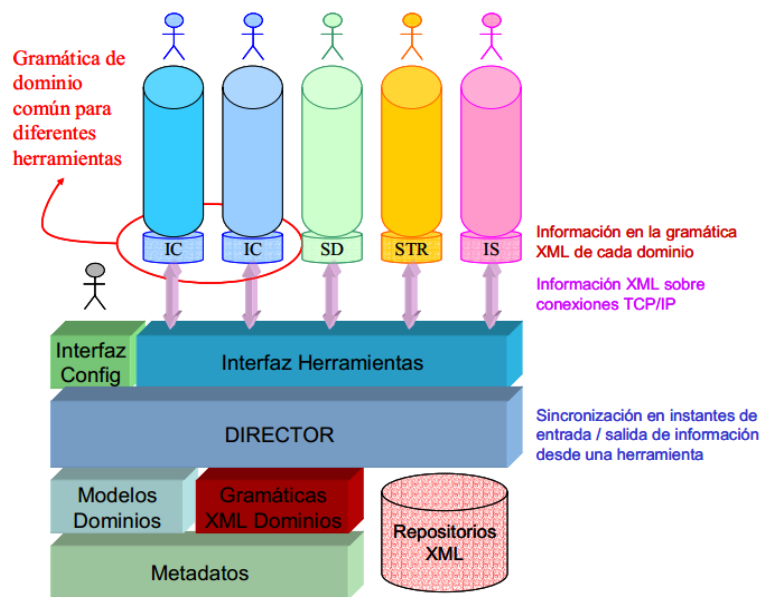 Gramática de
dominio
común para
diferentes
herramientas
IC
IC
SD
STR
IS
Información en la gramática
XML de cada dominio
Información XML sobre
conexiones TCP/IP
Interfaz
Config
Interfaz Herramientas
DIRECTOR
Sincronización en instantes de
entrada / salida de información
desde una herramienta
Modelos
Dominios
Gramáticas
XML Dominios
Repositorios
XML
Metadatos